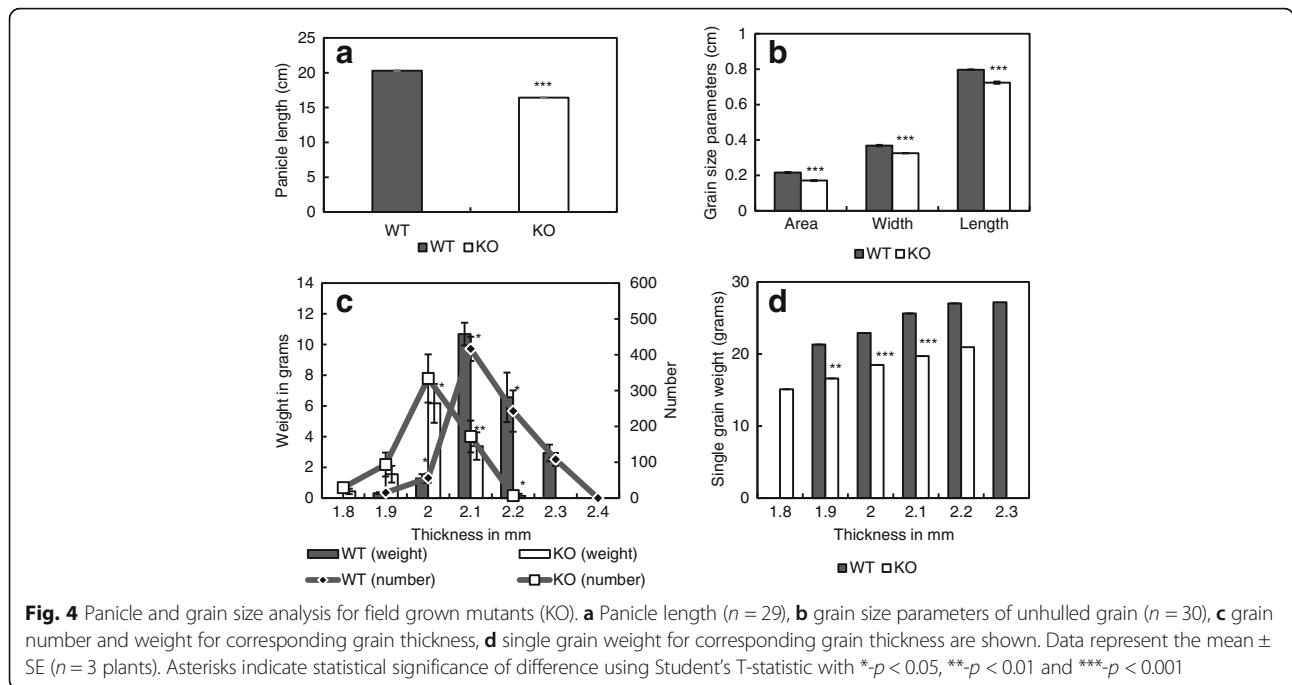 a
Panicle length (cm)
25
20
15
10
5
0
***
WT KO
WT KO
b
Grain size parameters (cm)
1
0.8
0.6
0.4
0.2
0
*** *** ***
Area Width Length
WT KO
c
Weight in grams
14
12
10
8
6
4
2
0
Number
600
500
400
300
200
100
0
* * * ** * *
1.8 1.9 2 2.1 2.2 2.3 2.4
Thickness in mm
WT (weight) KO (weight)
WT (number) KO (number)
d
Single grain weight (grams)
30
20
10
0
** *** ***
1.8 1.9 2 2.1 2.2 2.3
Thickness in mm
WT KO
Fig. 4 Panicle and grain size analysis for field grown mutants (KO). a Panicle length (n = 29), b grain size parameters of unhulled grain (n = 30), c grain
number and weight for corresponding grain thickness, d single grain weight for corresponding grain thickness are shown. Data represent the mean ±
SE (n = 3 plants). Asterisks indicate statistical significance of difference using Student’s T-statistic with *-p < 0.05, **-p < 0.01 and ***-p < 0.001